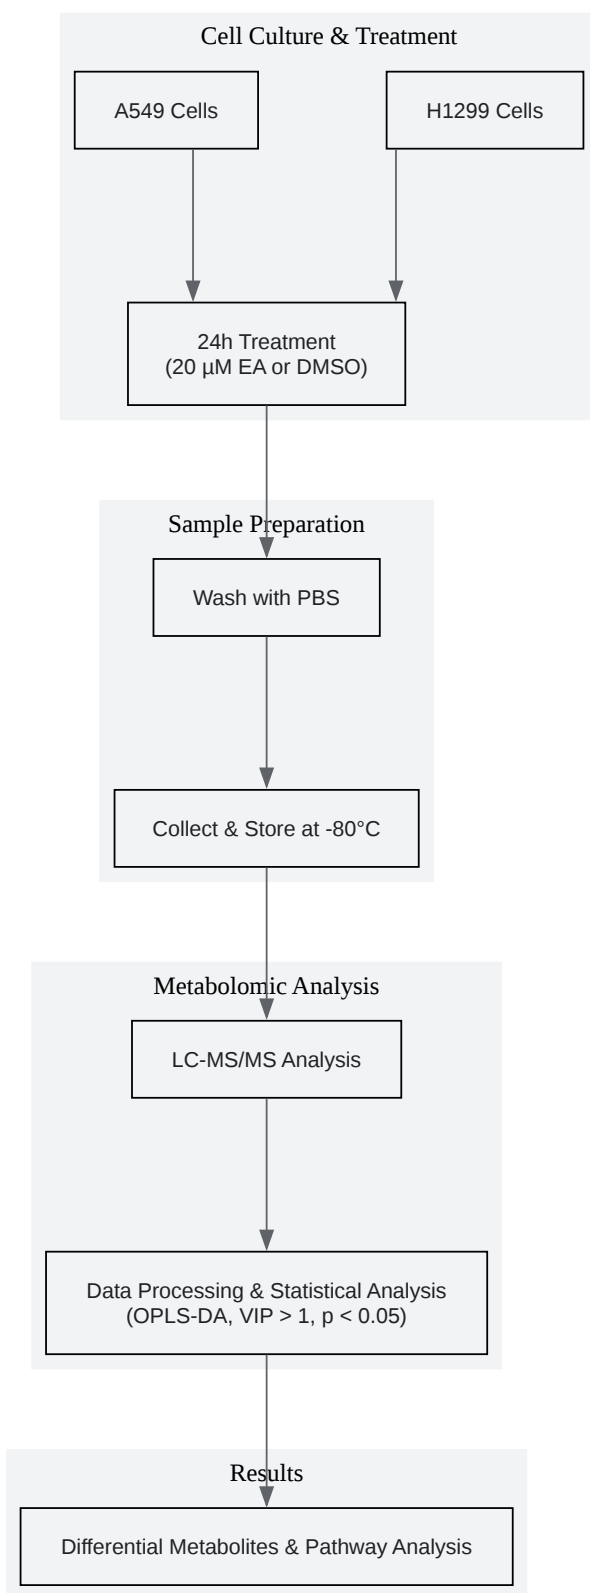 Cell Culture & Treatment
A549 Cells
H1299 Cells
24h Treatment
(20 µM EA or DMSO)
Sample Preparation
Wash with PBS
Collect & Store at -80°C
Metabolomic Analysis
LC-MS/MS Analysis
Data Processing & Statistical Analysis
(OPLS-DA, VIP > 1, p < 0.05)
Results
Differential Metabolites & Pathway Analysis